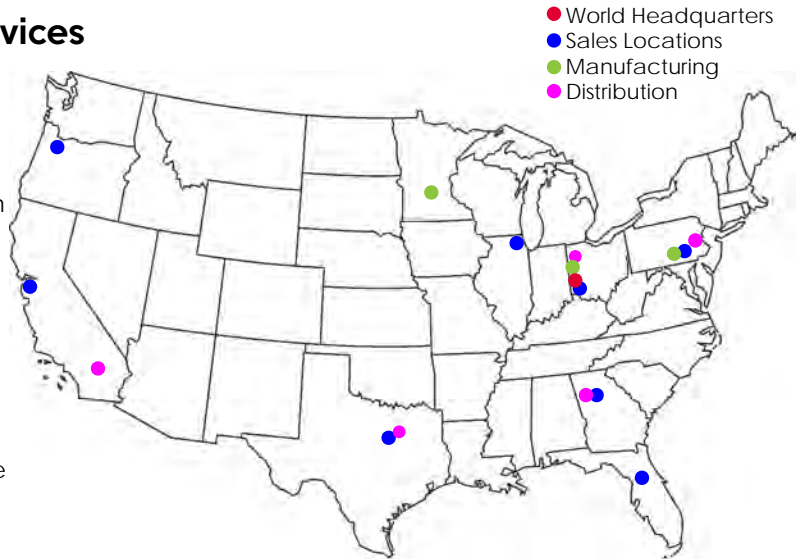 vices
World Headquarters
Sales Locations
Manufacturing
Distribution
n
e